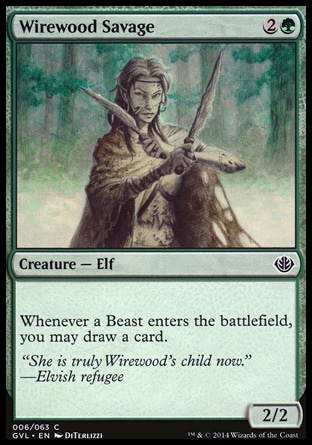 Wirewood Savage 2
Creature — Elf
Whenever a Beast enters the battlefield,
you may draw a card.
“She is truly Wirewood’s child now.”
—Elvish refugee
2/2
006/063 C
GVL • EN DiTerlizzi
™ & © 2014 Wizards of the Coast